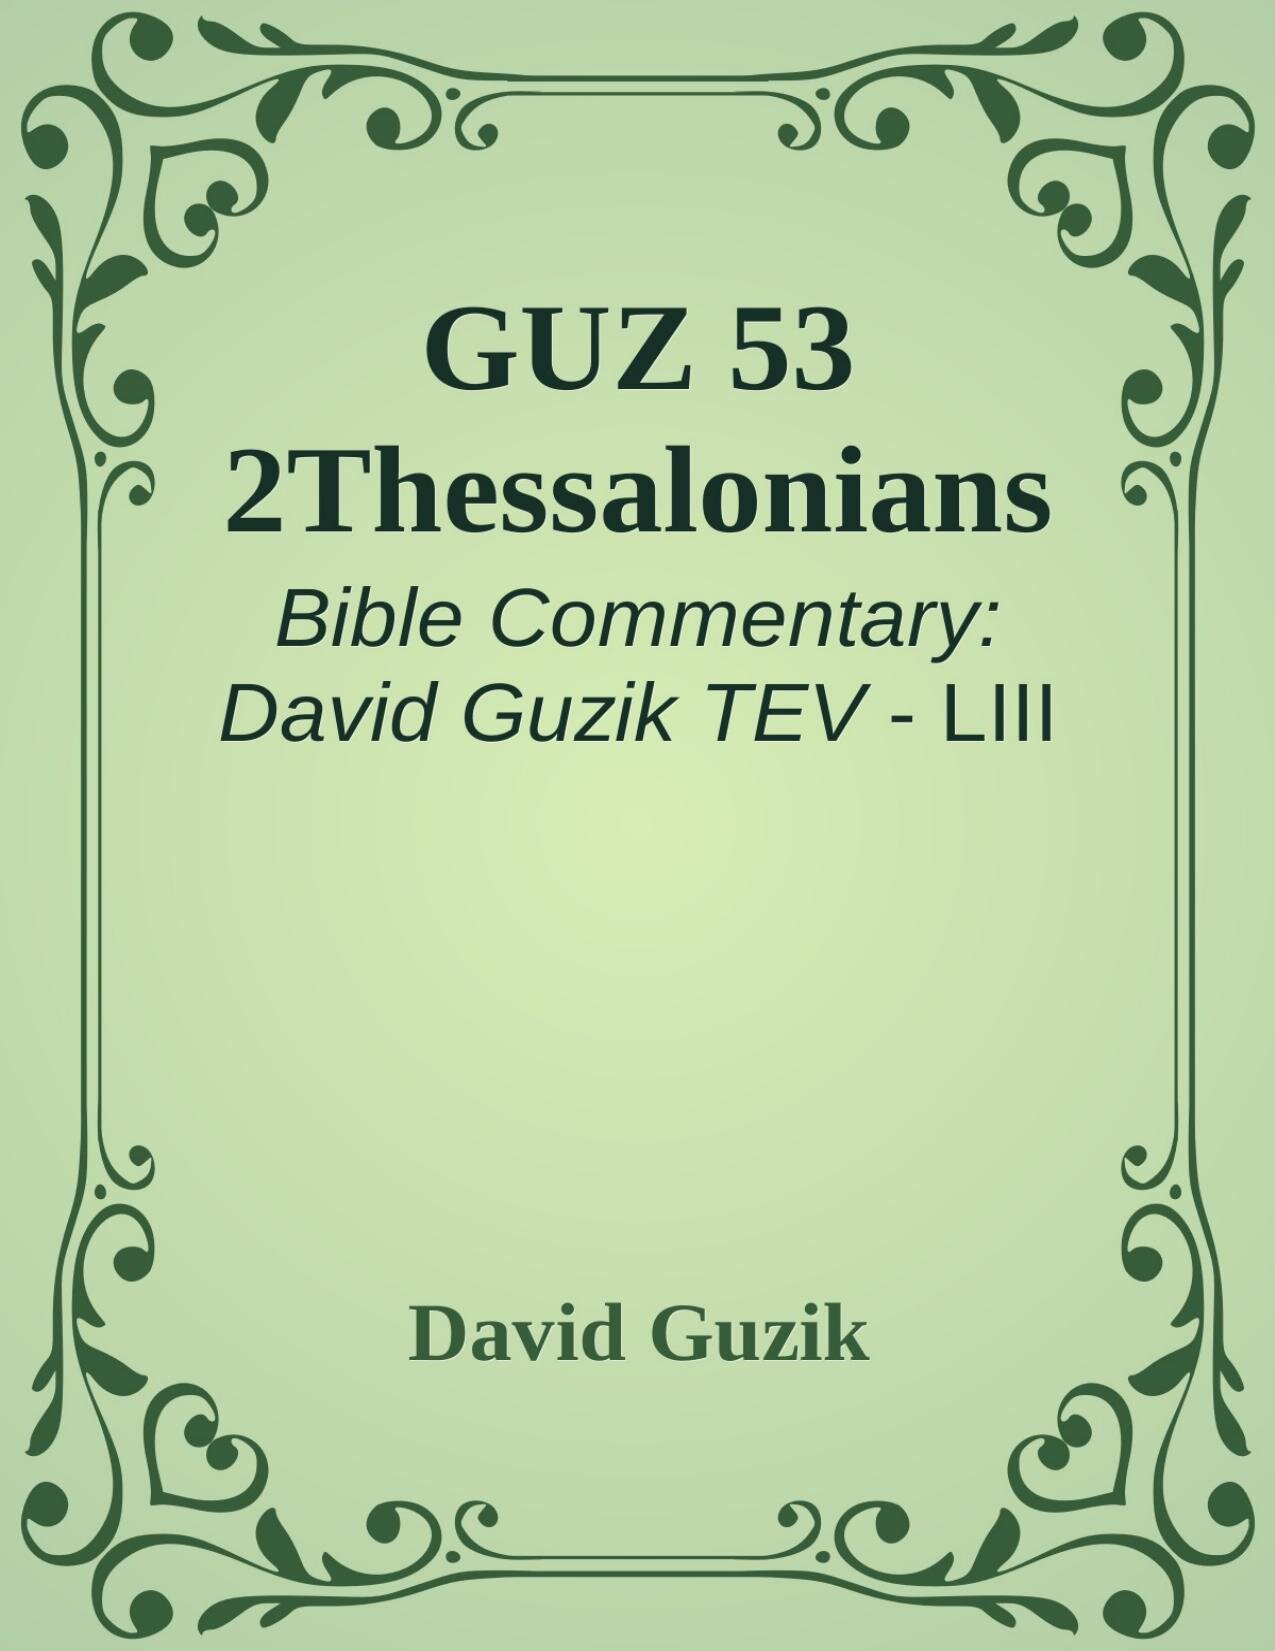 GUZ 53
2Thessalonians
Bible Commentary:
David Guzik TEV - LIII
David Guzik